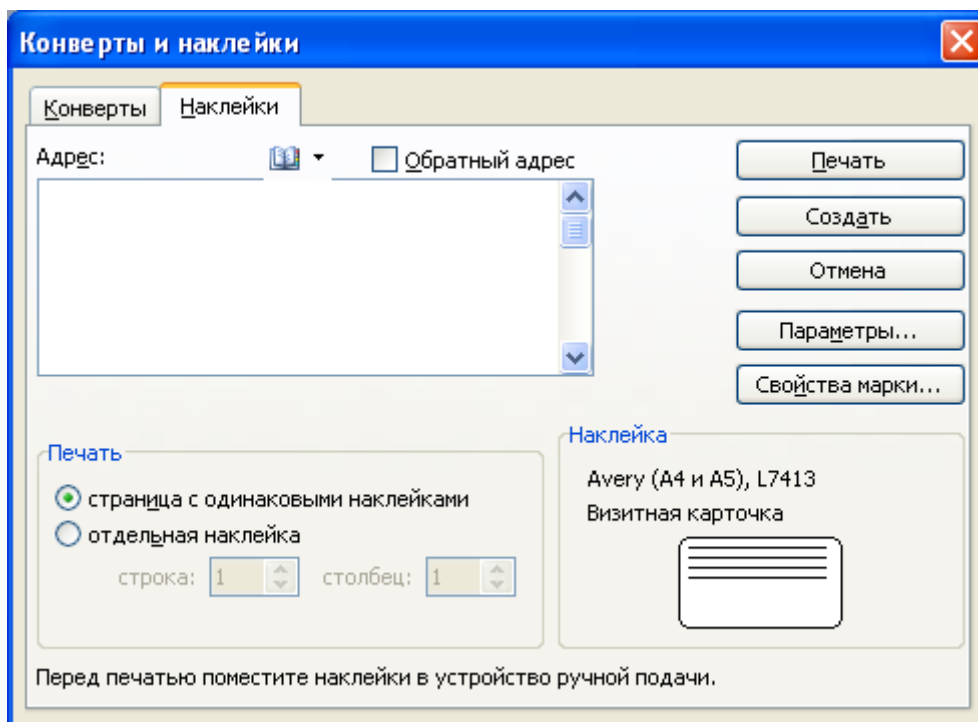 Конверты и наклейки
Конверты
Наклейки
Адрес:
Обратный адрес
Печать
Создать
Отмена
Параметры...
Свойства марки...
Печать
страница с одинаковыми наклейками
отдельная наклейка
строка: 1 столбец: 1
Наклейка
Avery (A4 и A5), L7413
Визитная карточка
Перед печатью поместите наклейки в устройство ручной подачи.